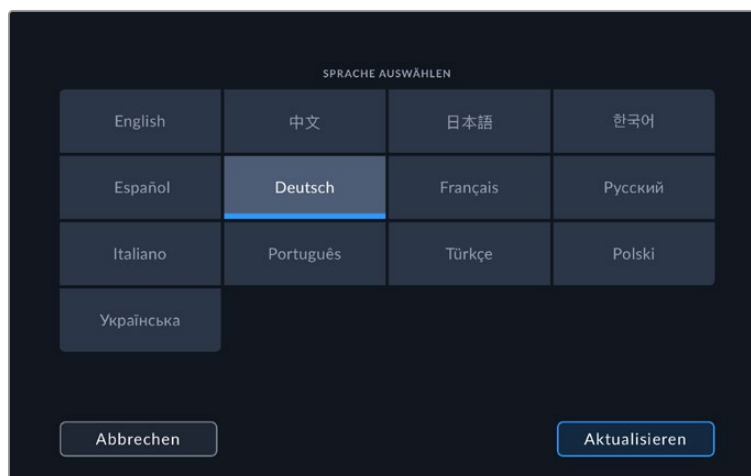 SPRACHE AUSWÄHLEN
English 中文 日本語 한국어
Español Deutsch Français Русский
Italiano Português Türkçe Polski
Українська
Abbrechen Aktualisieren